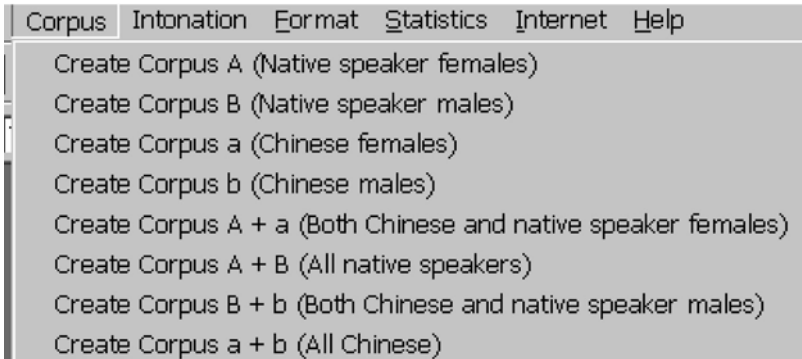 Corpus Intonation Format Statistics Internet Help
Create Corpus A (Native speaker females)
Create Corpus B (Native speaker males)
Create Corpus a (Chinese females)
Create Corpus b (Chinese males)
Create Corpus A + a (Both Chinese and native speaker females)
Create Corpus A + B (All native speakers)
Create Corpus B + b (Both Chinese and native speaker males)
Create Corpus a + b (All Chinese)